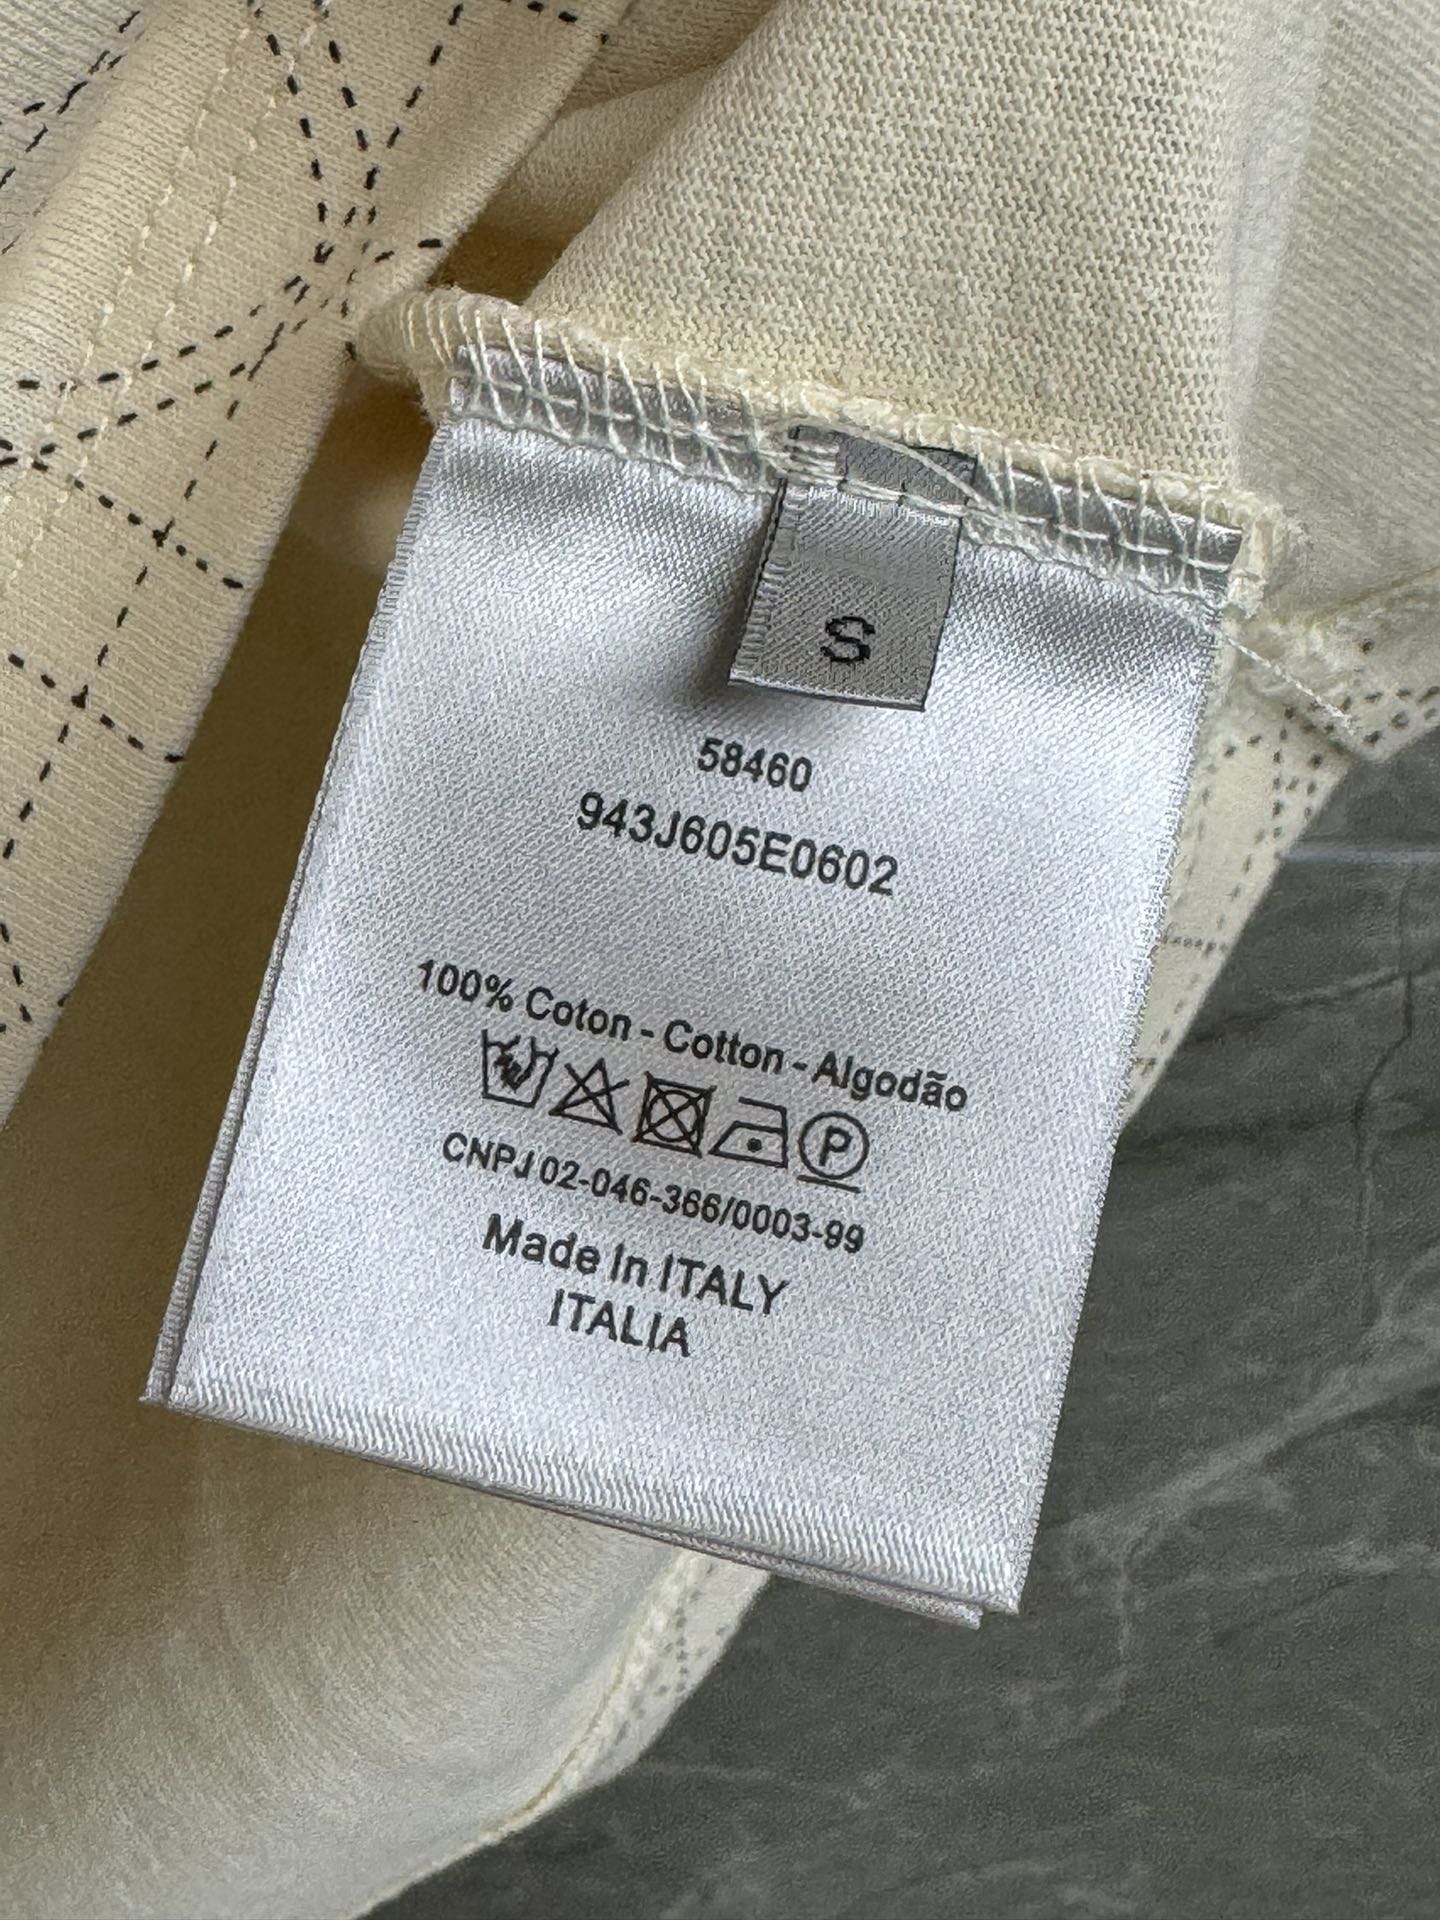 S
58460
943J605E0602
100% Coton - Cotton - Algodão
P
CNPJ 02-046-366/0003-99
Made In ITALY
ITALIA